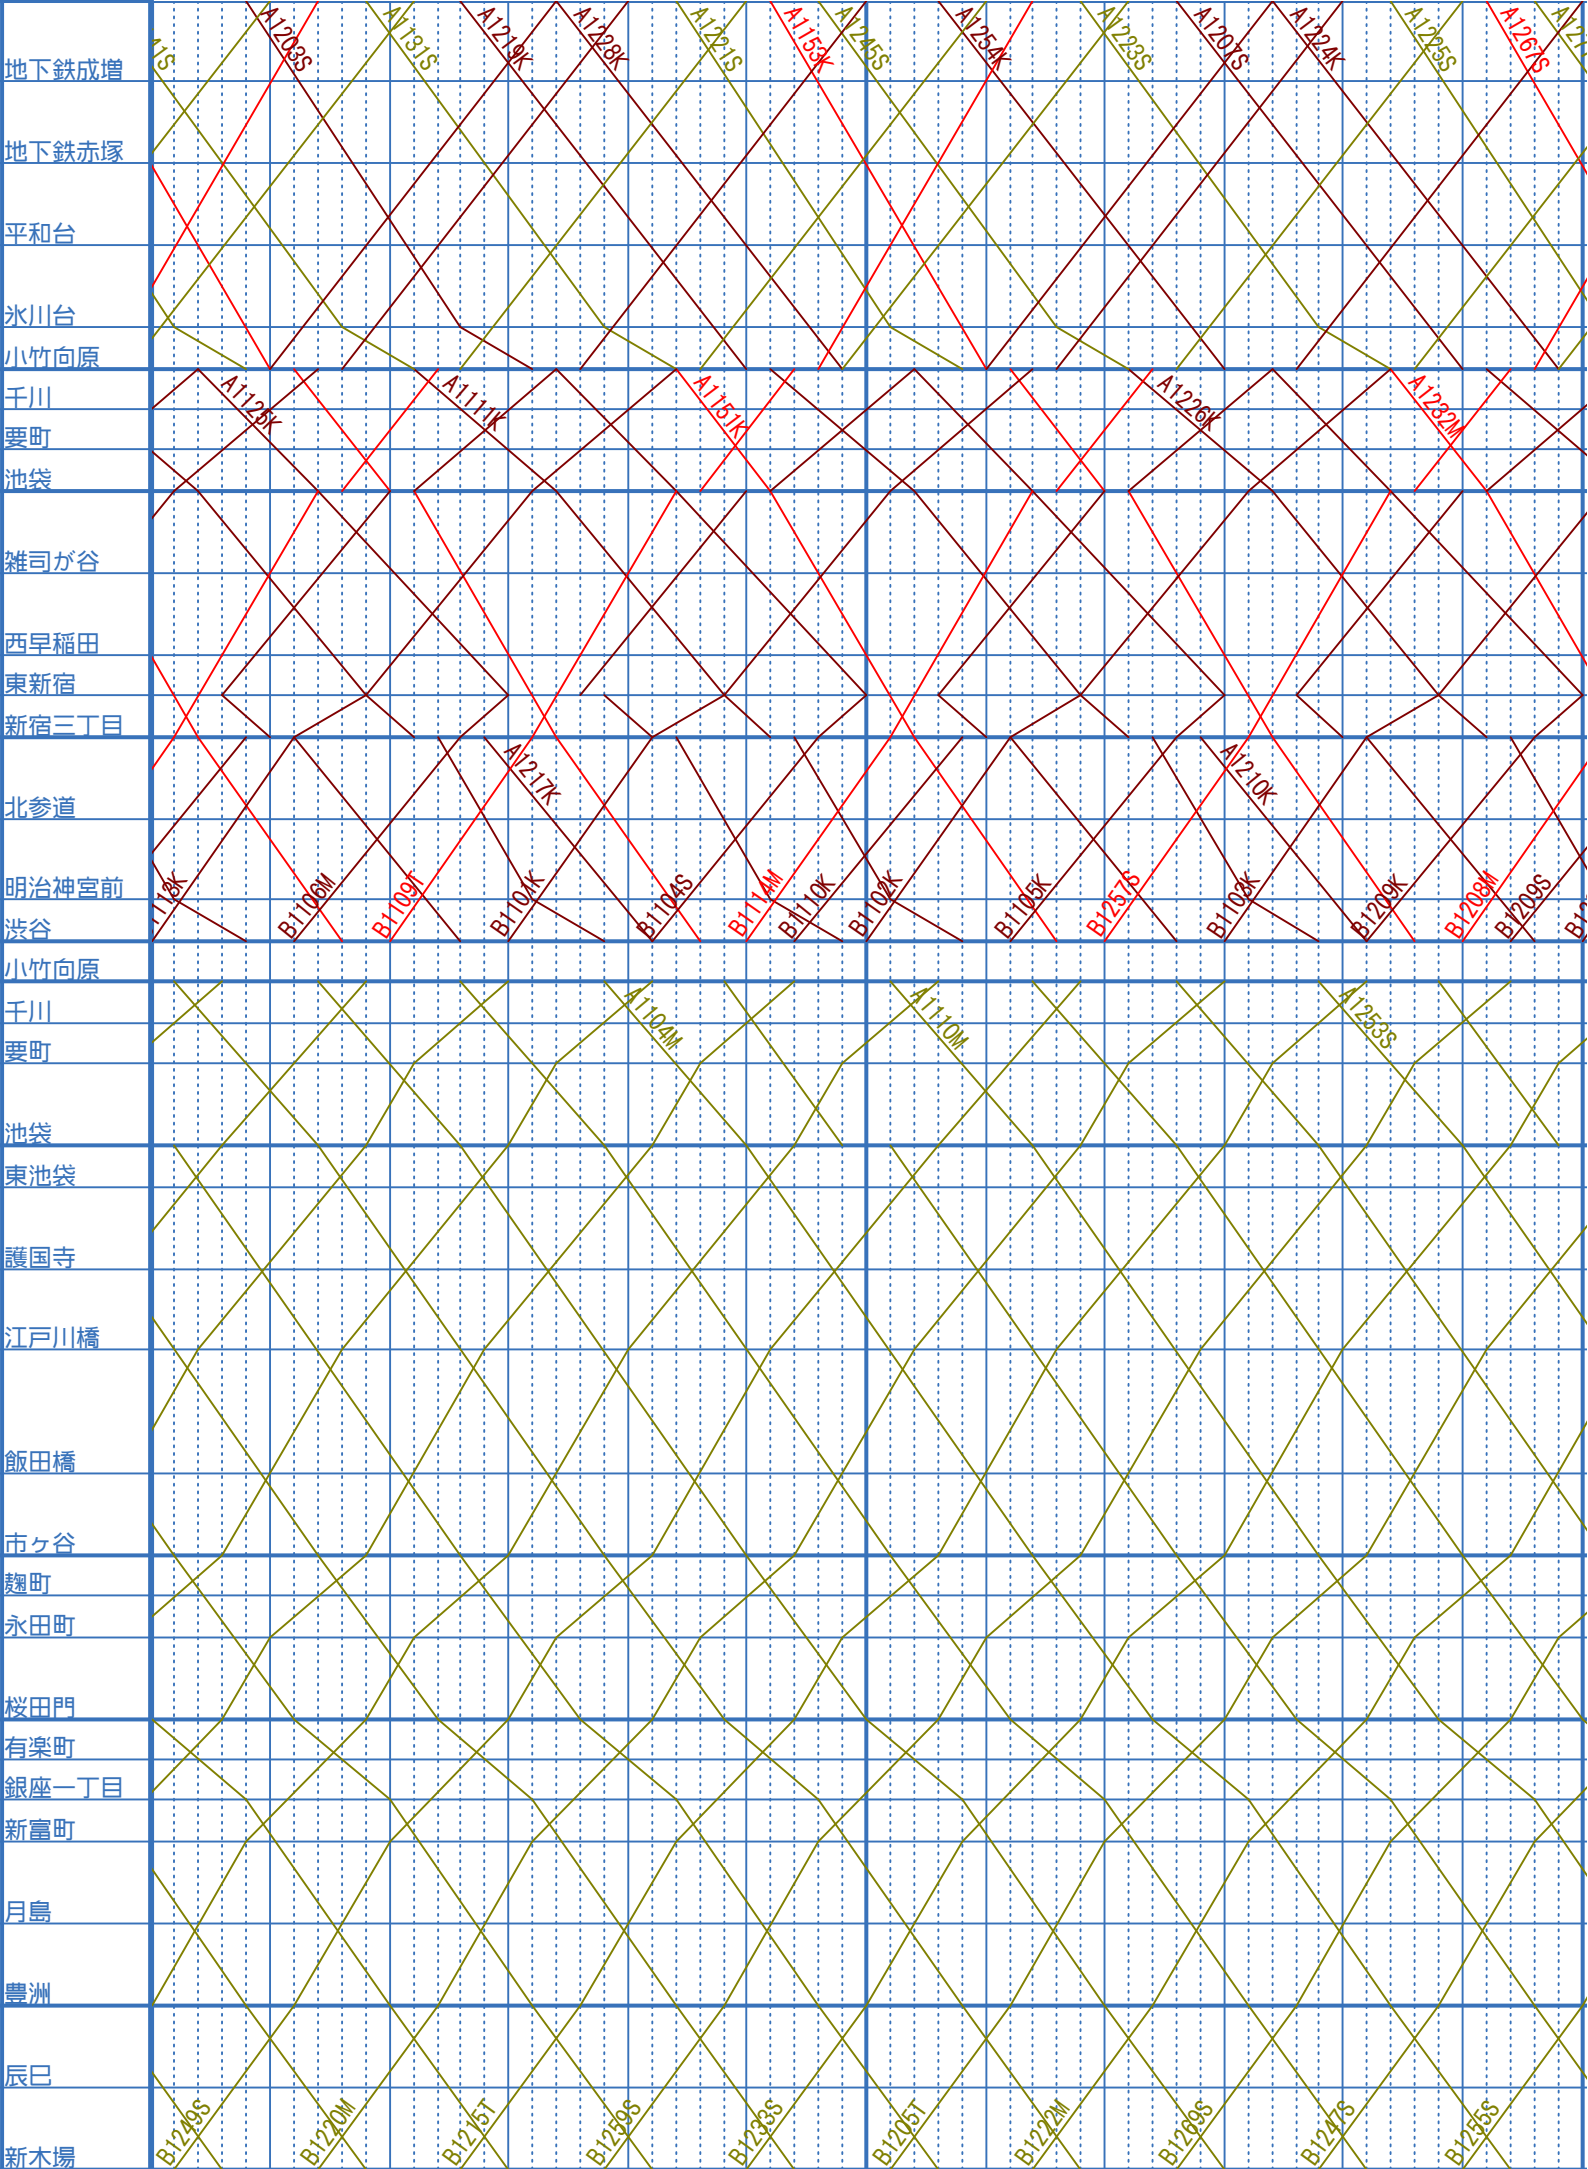 地下鉄成増
地下鉄赤塚
平和台
氷川台
小竹向原
千川
要町
池袋
雑司が谷
西早稲田
東新宿
新宿三丁目
北参道
明治神宮前
渋谷
小竹向原
千川
要町
池袋
東池袋
護国寺
江戸川橋
飯田橋
市ヶ谷
麹町
永田町
桜田門
有楽町
銀座一丁目
新富町
月島
豊洲
辰巳
新木場
A1203S
A1131S
A1219K
A1228K
A1221S
A1153K
A1245S
A1254K
A1223S
A1207S
A1224K
A1225S
A1267S
A1125K
A1111K
A1151K
A1226K
A1232M
A1217K
A1210K
B1106M
B1109T
B1101K
B1104S
B1114M
B1110K
B1102K
B1105K
B1257S
B1103K
B1209K
B1208M
B1209S
A1104M
A1110M
A1253S
B1249S
B1220M
B1215T
B1259S
B1233S
B1205T
B1222M
B1269S
B1247S
B1255S